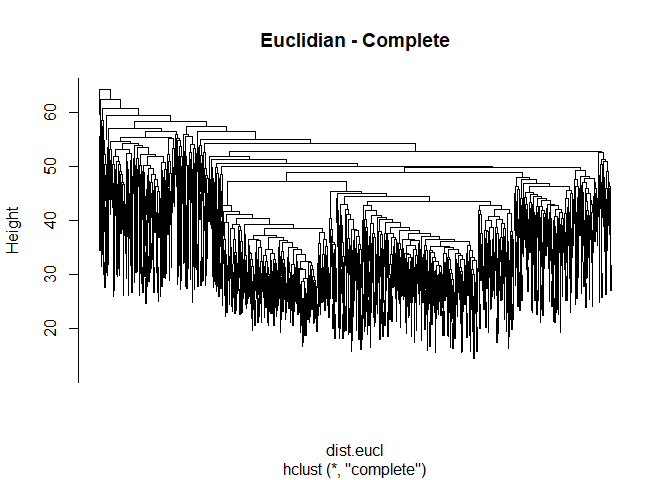 Euclidian - Complete
Height
60
50
40
30
20
dist.eucl
hclust (*, "complete")